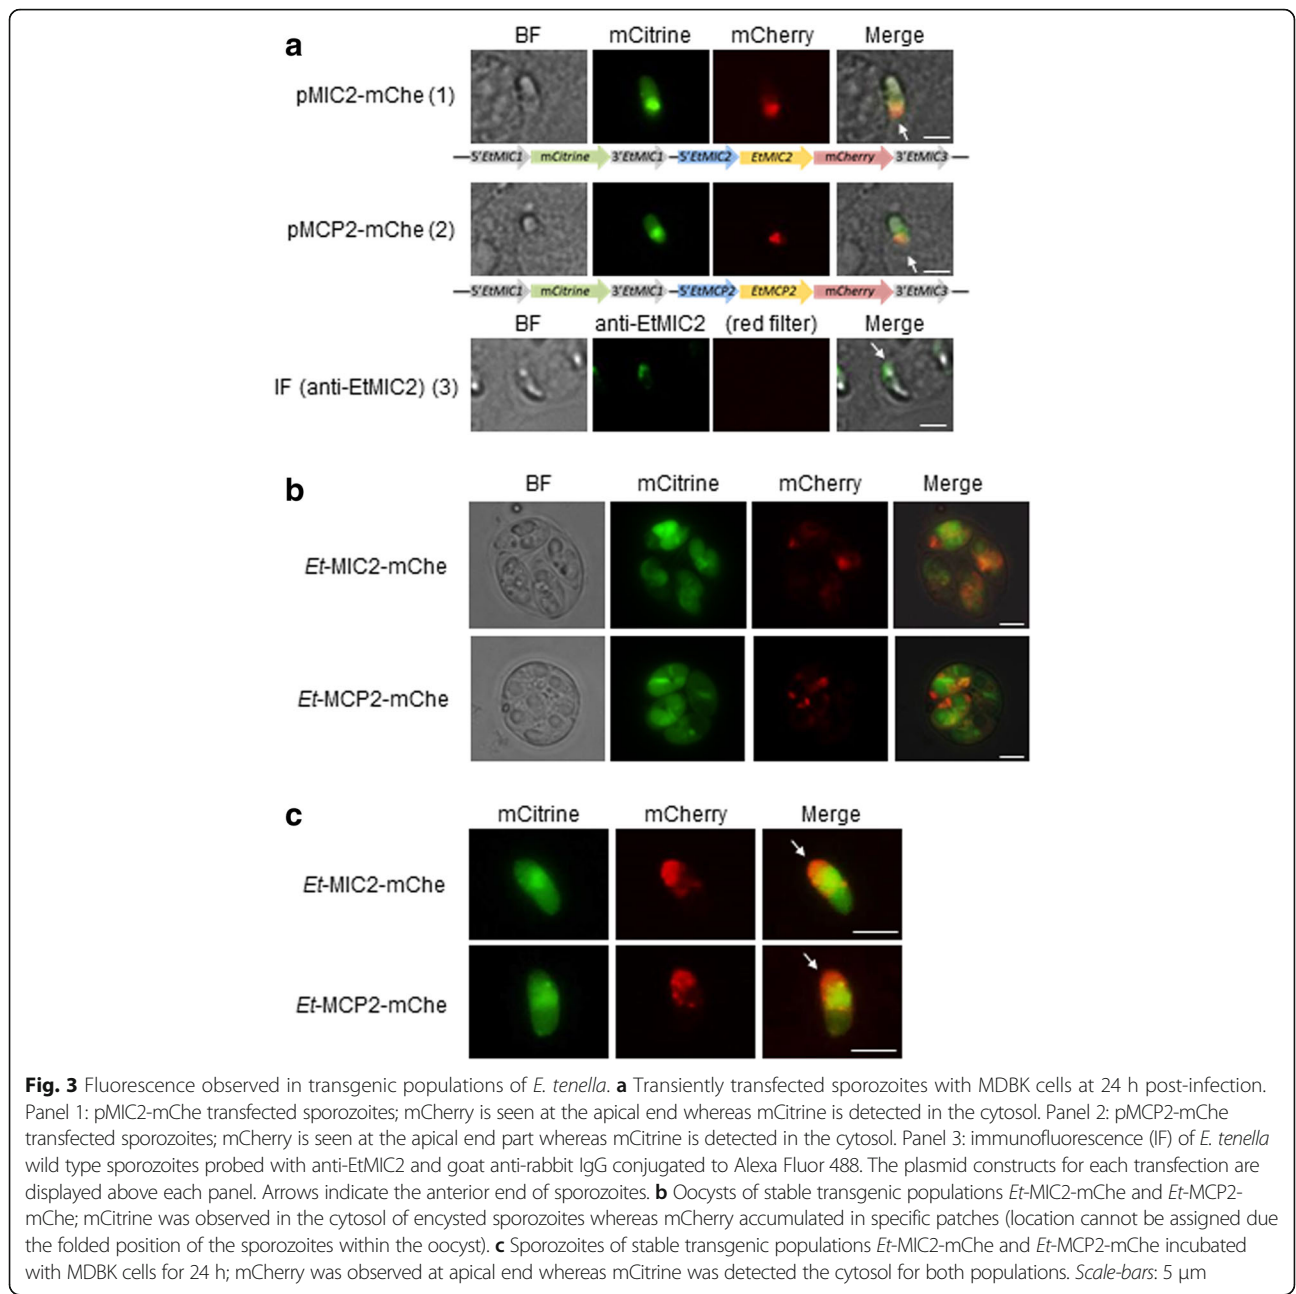 a
BF mCitrine mCherry Merge
pMIC2-mChe (1)
5'EtMIC1 mCitrine 3'EtMIC1 5'EtMIC2 EtMIC2 mCherry 3'EtMIC3
pMCP2-mChe (2)
5'EtMIC1 mCitrine 3'EtMIC1 5'EtMCP2 EtMCP2 mCherry 3'EtMIC3
BF anti-EtMIC2 (red filter) Merge
IF (anti-EtMIC2) (3)
b
BF mCitrine mCherry Merge
Et-MIC2-mChe
Et-MCP2-mChe
c
mCitrine mCherry Merge
Et-MIC2-mChe
Et-MCP2-mChe
Fig. 3 Fluorescence observed in transgenic populations of E. tenella. a Transiently transfected sporozoites with MDBK cells at 24 h post-infection.
Panel 1: pMIC2-mChe transfected sporozoites; mCherry is seen at the apical end whereas mCitrine is detected in the cytosol. Panel 2: pMCP2-mChe
transfected sporozoites; mCherry is seen at the apical end part whereas mCitrine is detected in the cytosol. Panel 3: immunofluorescence (IF) of E. tenella
wild type sporozoites probed with anti-EtMIC2 and goat anti-rabbit IgG conjugated to Alexa Fluor 488. The plasmid constructs for each transfection are
displayed above each panel. Arrows indicate the anterior end of sporozoites. b Oocysts of stable transgenic populations Et-MIC2-mChe and Et-MCP2-
mChe; mCitrine was observed in the cytosol of encysted sporozoites whereas mCherry accumulated in specific patches (location cannot be assigned due
the folded position of the sporozoites within the oocyst). c Sporozoites of stable transgenic populations Et-MIC2-mChe and Et-MCP2-mChe incubated
with MDBK cells for 24 h; mCherry was observed at apical end whereas mCitrine was detected the cytosol for both populations. Scale-bars: 5 μm